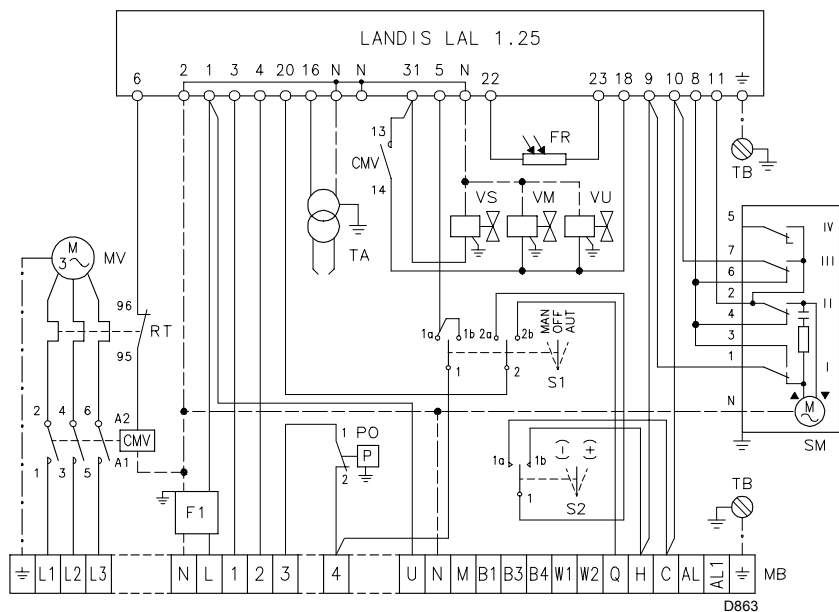 LANDIS LAL 1.25
6 2 1 3 4 20 16 N N 31 5 N 22 23 18 9 10 8 11
13
CMV
14
FR
TB
VS VM VU
TA
M
3
MV
96
RT
95
5 IV
7
6 III
2
4 II
3
1 I
N
M
SM
1a 1b 2a 2b
MAN
OFF
AUT
1 2
S1
2 4 6 A2
CMV
1 3 5 A1
1 PO
P
2
1a 1b
(-) (+)
1
S2
F1
TB
L1 L2 L3 N L 1 2 3 4 U N M B1 B3 B4 W1 W2 Q H C AL AL1 MB
D863